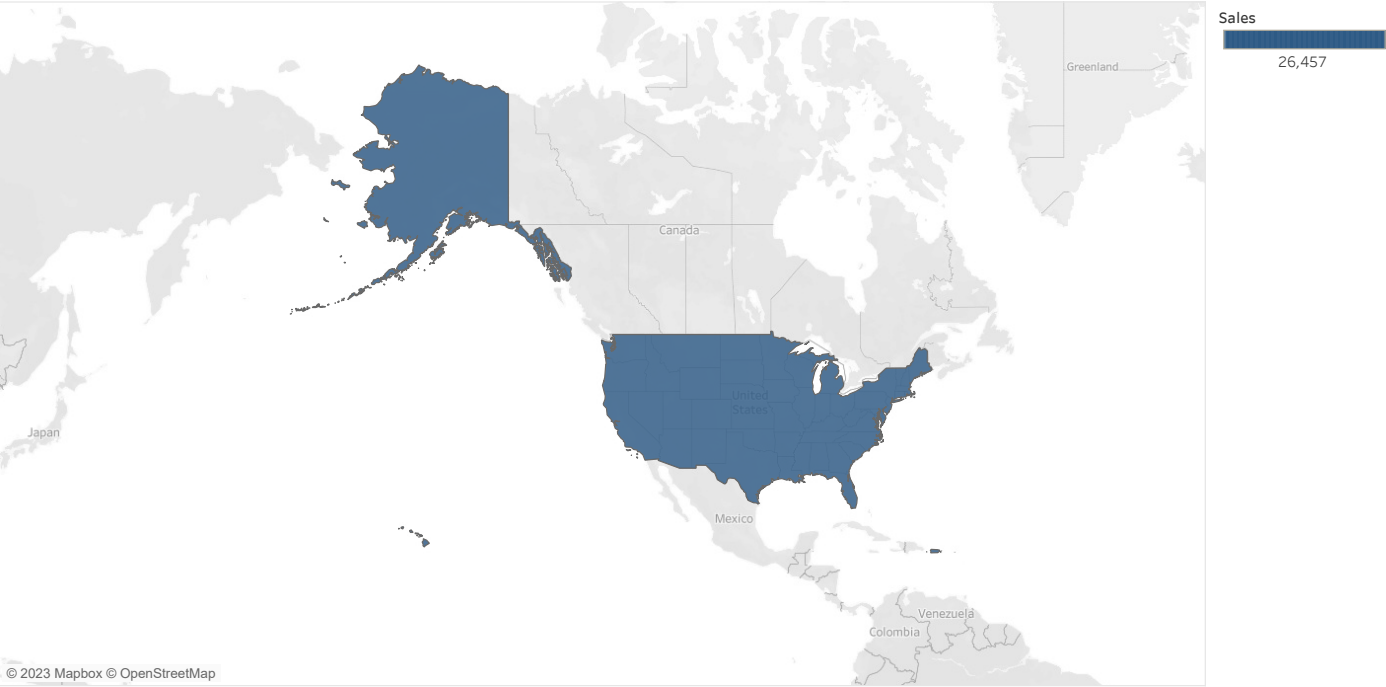 Sales
26,457
Greenland
Canada
United
States
Japan
Mexico
Venezuela
Colombia
© 2023 Mapbox © OpenStreetMap